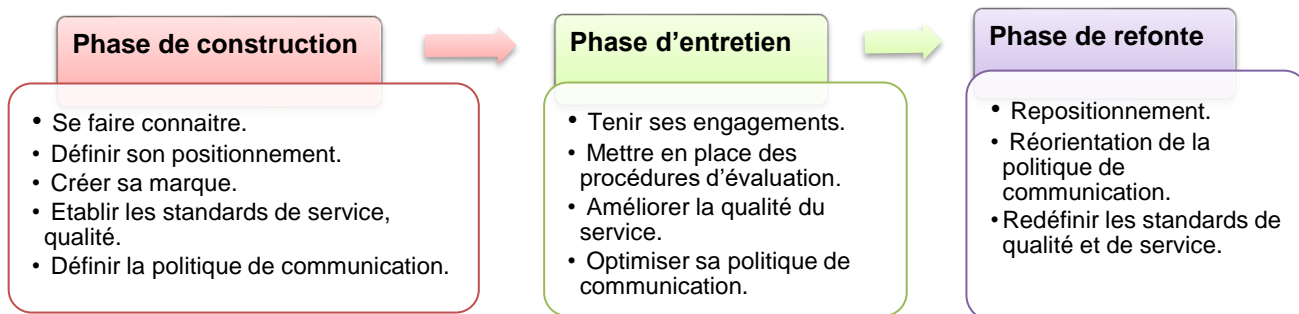 Phase de construction
• Se faire connaitre.
• Définir son positionnement.
• Créer sa marque.
• Etablir les standards de service,
qualité.
• Définir la politique de communication.
Phase d’entretien
• Tenir ses engagements.
• Mettre en place des
procédures d’évaluation.
• Améliorer la qualité du
service.
• Optimiser sa politique de
communication.
Phase de refonte
• Repositionnement.
• Réorientation de la
politique de
communication.
• Redéfinir les standards de
qualité et de service.